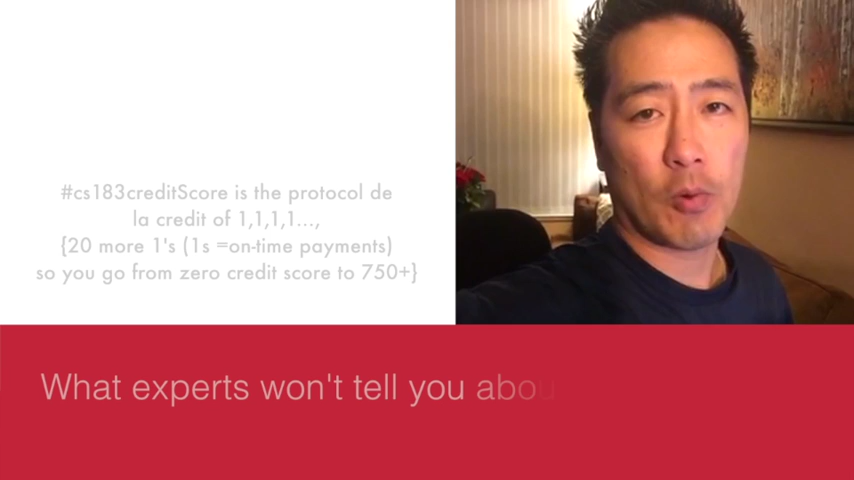 #cs183creditScore is the protocol de
la credit of 1,1,1,1...,
{20 more 1's (1s =on-time payments)
so you go from zero credit score to 750+}
What experts won't tell you abou